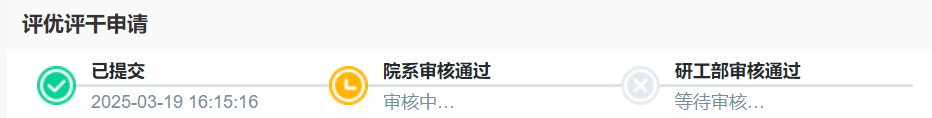 评优评干申请
已提交
2025-03-19 16:15:16
院系审核通过
审核中...
研工部审核通过
等待审核...